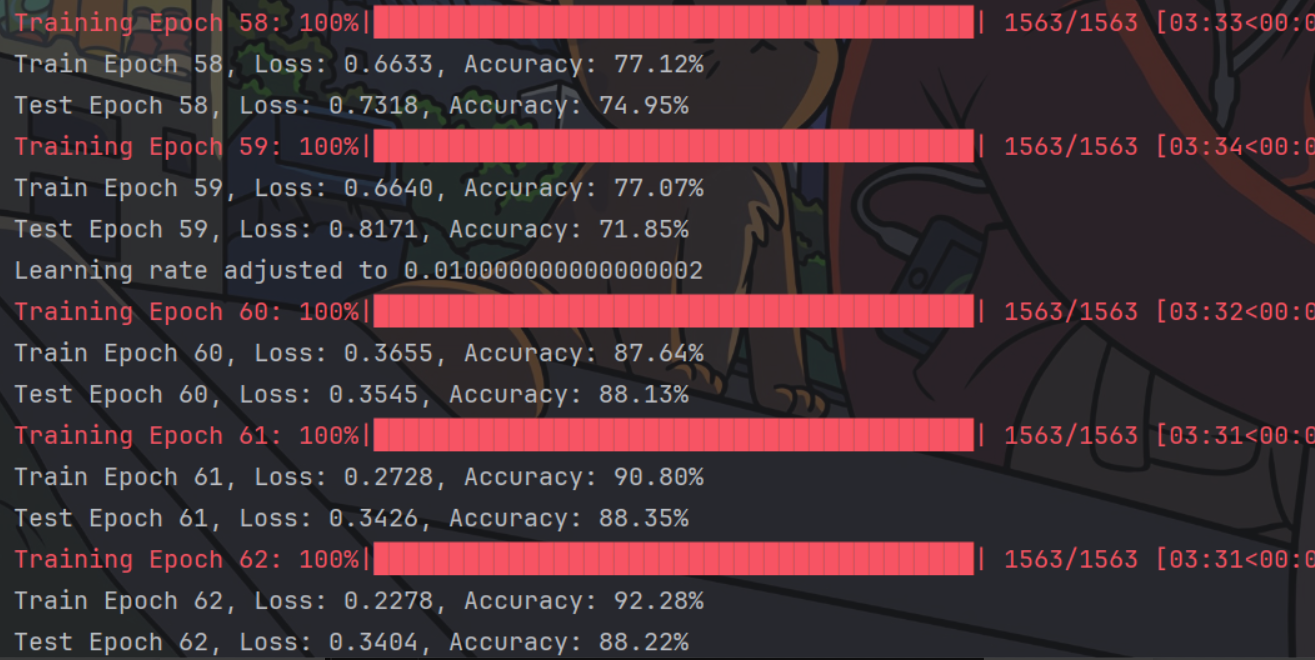 Training Epoch 58: 100%|██████████| 1563/1563 [03:33<00:0
Train Epoch 58, Loss: 0.6633, Accuracy: 77.12%
Test Epoch 58, Loss: 0.7318, Accuracy: 74.95%
Training Epoch 59: 100%|██████████| 1563/1563 [03:34<00:0
Train Epoch 59, Loss: 0.6640, Accuracy: 77.07%
Test Epoch 59, Loss: 0.8171, Accuracy: 71.85%
Learning rate adjusted to 0.010000000000000002
Training Epoch 60: 100%|██████████| 1563/1563 [03:32<00:0
Train Epoch 60, Loss: 0.3655, Accuracy: 87.64%
Test Epoch 60, Loss: 0.3545, Accuracy: 88.13%
Training Epoch 61: 100%|██████████| 1563/1563 [03:31<00:0
Train Epoch 61, Loss: 0.2728, Accuracy: 90.80%
Test Epoch 61, Loss: 0.3426, Accuracy: 88.35%
Training Epoch 62: 100%|██████████| 1563/1563 [03:31<00:0
Train Epoch 62, Loss: 0.2278, Accuracy: 92.28%
Test Epoch 62, Loss: 0.3404, Accuracy: 88.22%